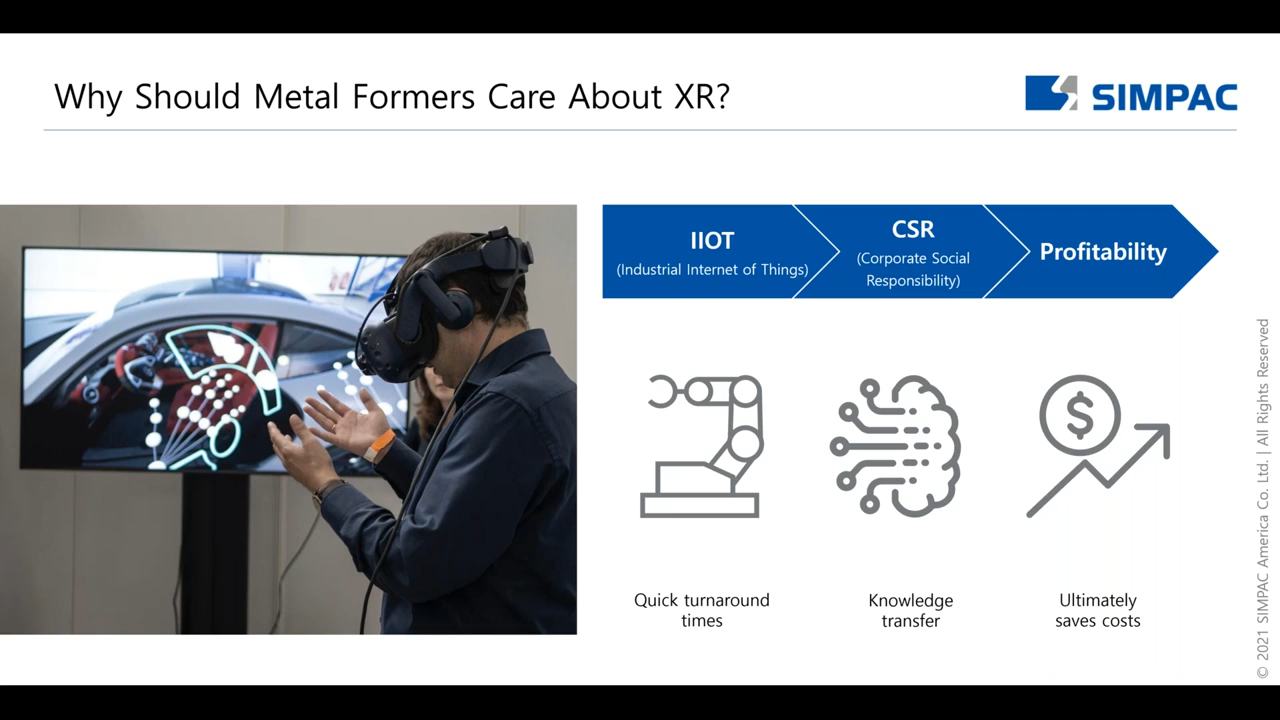 Why Should Metal Formers Care About XR?
SIMPAC
IIOT
(Industrial Internet of Things)
CSR
(Corporate Social
Responsibility)
Profitability
$
Quick turnaround
times
Knowledge
transfer
Ultimately
saves costs
© 2021 SIMPAC America Co. Ltd. | All Rights Reserved